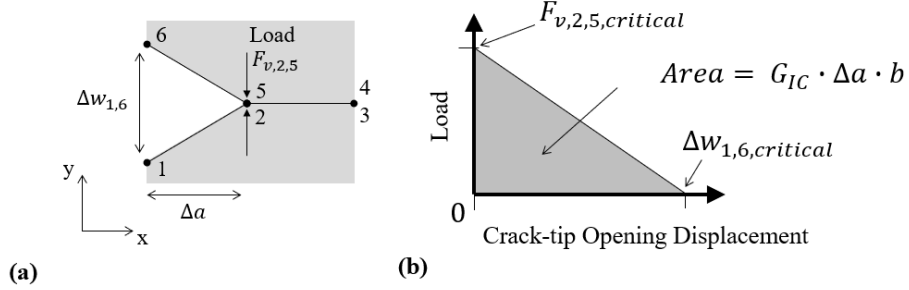 6
Load
F_{v,2,5}
Δw_{1,6}
5
2
4
3
1
y
Δa
x
(a)
F_{v,2,5,critical}
Area = G_{IC} · Δa · b
Load
Δw_{1,6,critical}
0
Crack-tip Opening Displacement
(b)